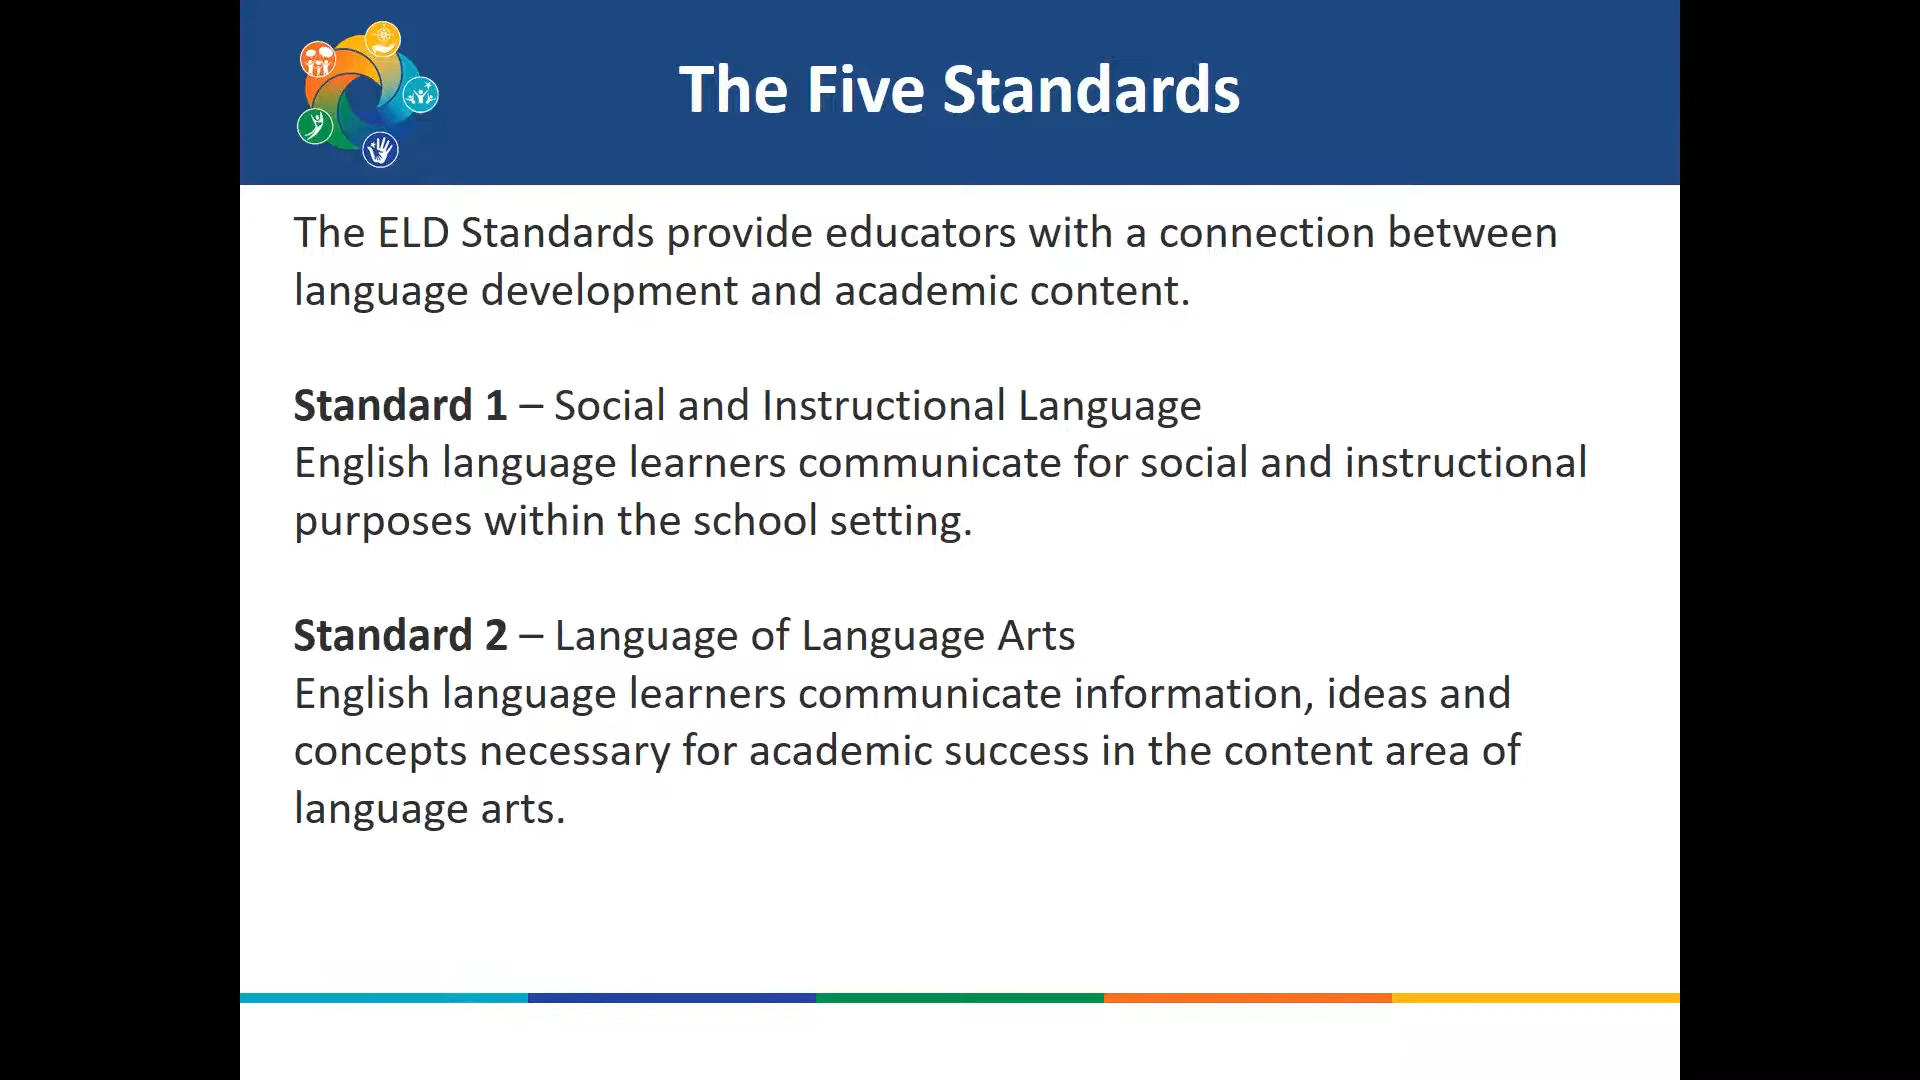 The Five Standards
The ELD Standards provide educators with a connection between
language development and academic content.
Standard 1 – Social and Instructional Language
English language learners communicate for social and instructional
purposes within the school setting.
Standard 2 – Language of Language Arts
English language learners communicate information, ideas and
concepts necessary for academic success in the content area of
language arts.